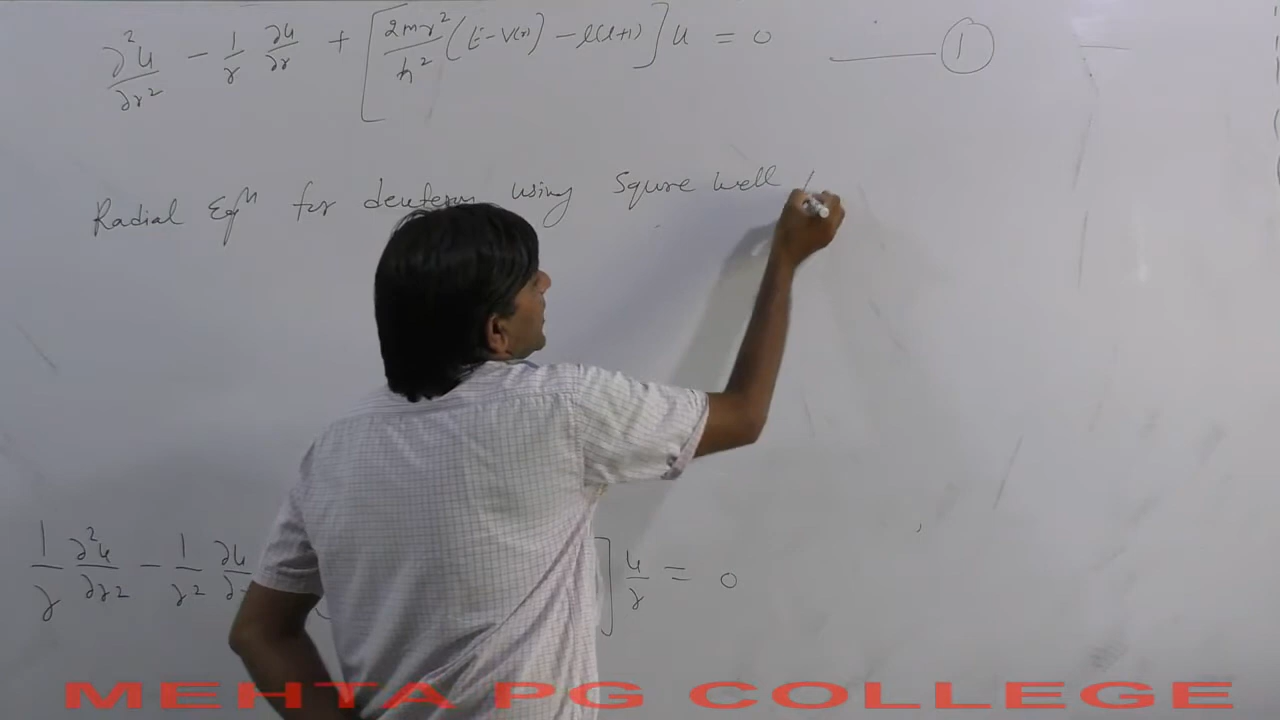 ∂²u/∂r² - 1/r ∂u/∂r + [2mr²/ħ² (E - V(r)) - l(l+1)] u = 0 —— 1
Radial Eqn for deuteron using Squre well
1/r ∂²u/∂r² - 1/r² ∂u/∂ ] u/r = 0
MEHTA PG COLLEGE